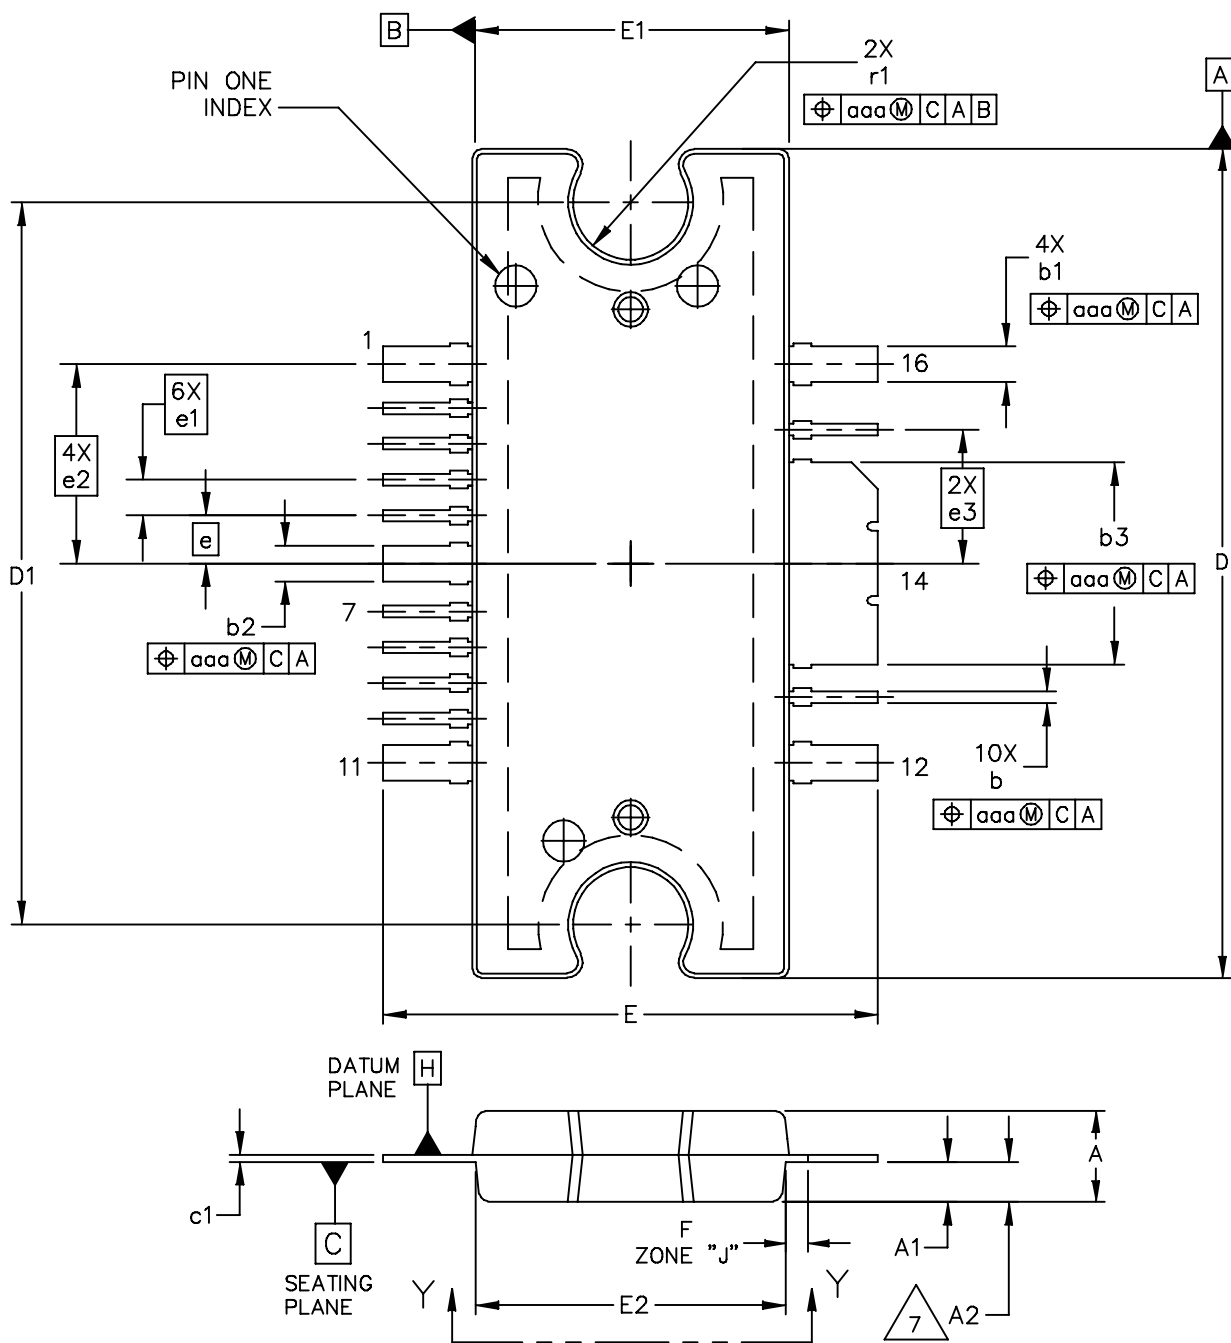 B
E1
2X
r1
⌖ aaa Ⓜ C A B
A
PIN ONE
INDEX
4X
b1
⌖ aaa Ⓜ C A
1
16
6X
e1
4X
e2
2X
e3
e
b3
D1
D
⌖ aaa Ⓜ C A
14
7
b2
⌖ aaa Ⓜ C A
11
12
10X
b
⌖ aaa Ⓜ C A
E
DATUM
PLANE
H
A
c1
C
SEATING
PLANE
F
ZONE "J"
A1
Y
Y
E2
7
A2